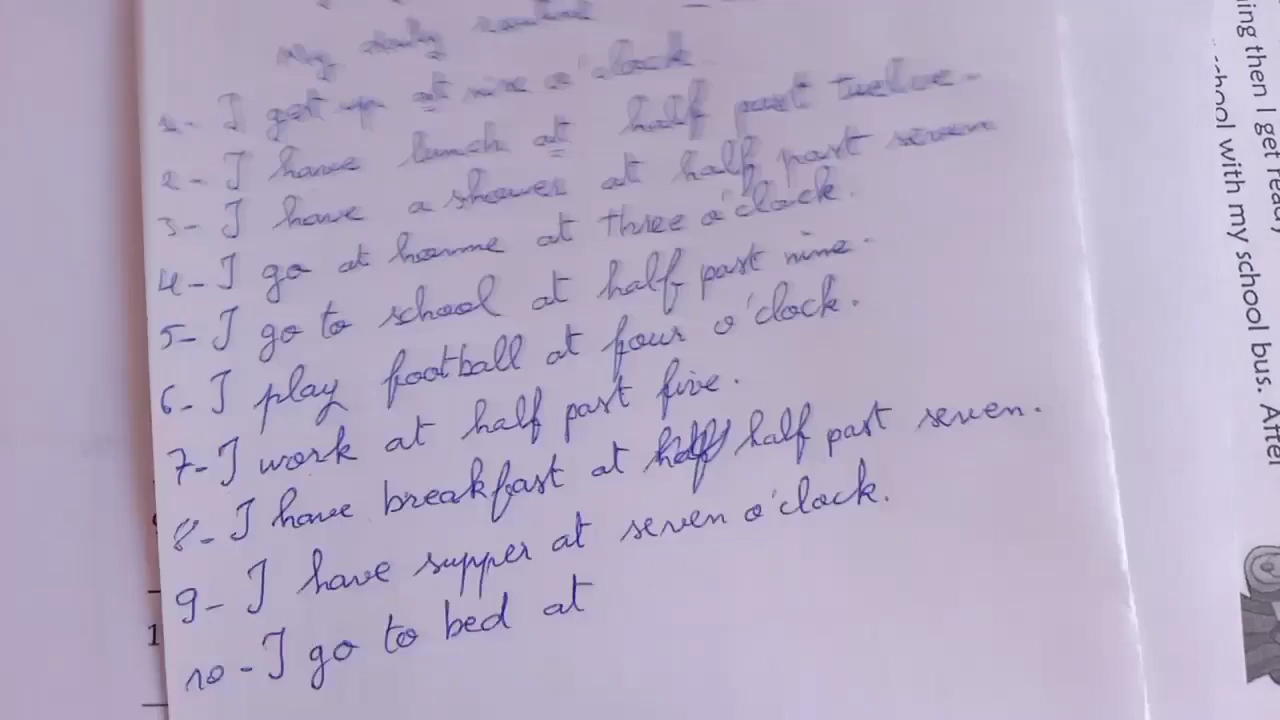 My daily routine
1- I get up at nine o'clock
2- I have lunch at half past twelve.
3- I have a shower at half past seven
4- I go at home at three o'clock.
5- I go to school at half past nine.
6- I play football at four o'clock.
7- I work at half past five.
8- I have breakfast at half past seven.
9- I have supper at seven o'clock.
10- I go to bed at
ing then I get ready
hool with my school bus. After
1